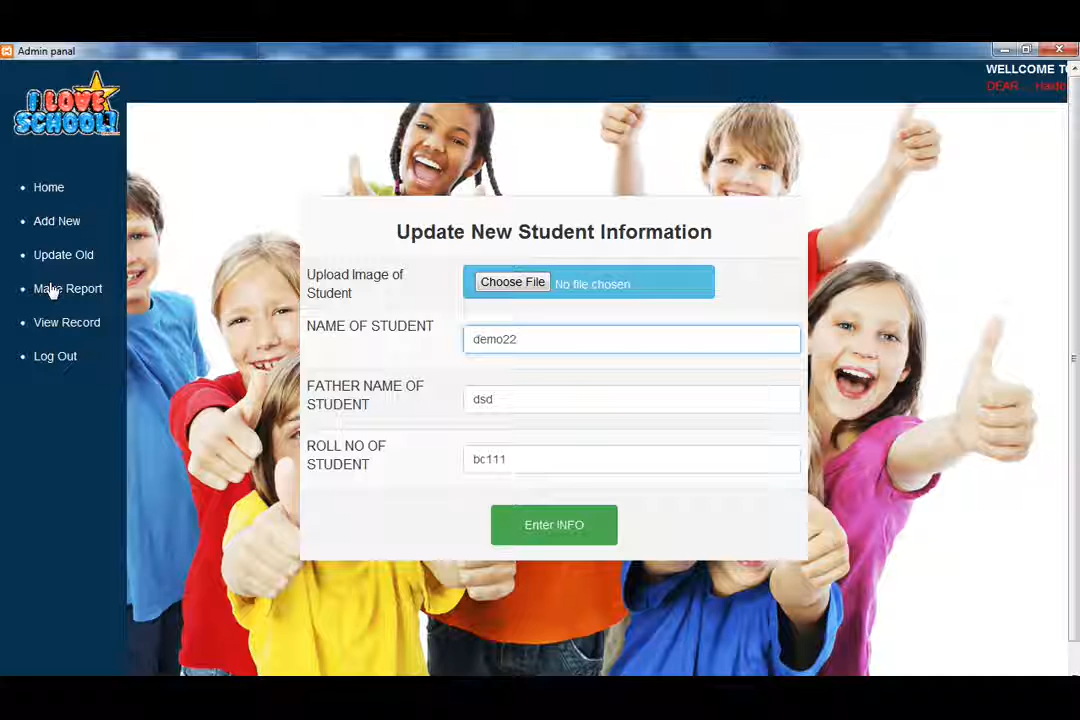 Admin panal
WELLCOME TO
DEAR...
I LOVE
SCHOOL!
Home
Add New
Update Old
Make Report
View Record
Log Out
Update New Student Information
Upload Image of
Student
Choose File No file chosen
NAME OF STUDENT
demo22
FATHER NAME OF
STUDENT
dsd
ROLL NO OF
STUDENT
bc111
Enter INFO